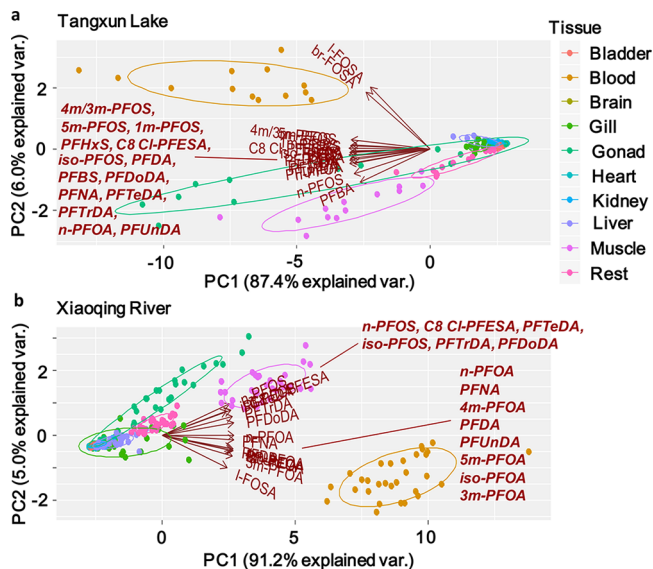 a
Tangxun Lake
Tissue
Bladder
Blood
Brain
Gill
Gonad
Heart
Kidney
Liver
Muscle
Rest
PC2 (6.0% explained var.)
2
0
-2
l-FOSA
br-FOSA
4m/3m-PFOS,
5m-PFOS, 1m-PFOS,
PFHxS, C8 Cl-PFESA,
iso-PFOS, PFDA,
PFBS, PFDoDA,
PFNA, PFTeDA,
PFTrDA,
n-PFOA, PFUnDA
4m/3
C8 Cl
n-PFOS
PFBA
-10
-5
0
PC1 (87.4% explained var.)
b
Xiaoqing River
n-PFOS, C8 Cl-PFESA, PFTeDA,
iso-PFOS, PFTrDA, PFDoDA
PC2 (5.0% explained var.)
2
0
-2
PFDoDA
l-FOSA
n-PFOA
PFNA
4m-PFOA
PFDA
PFUnDA
5m-PFOA
iso-PFOA
3m-PFOA
0
5
10
PC1 (91.2% explained var.)